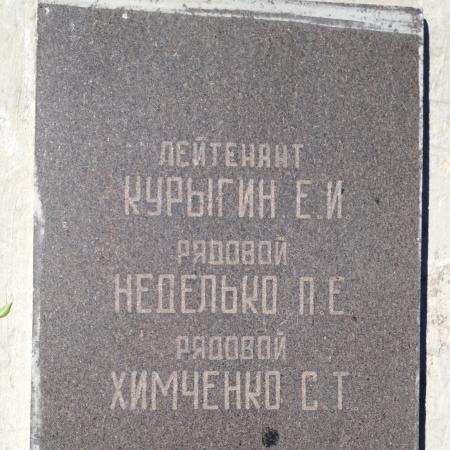 ЛЕЙТЕНАНТ
КУРЫГИН Е.И
РЯДОВОЙ
НЕДЕЛЬКО П.Е
РЯДОВОЙ
ХИМЧЕНКО С.Т